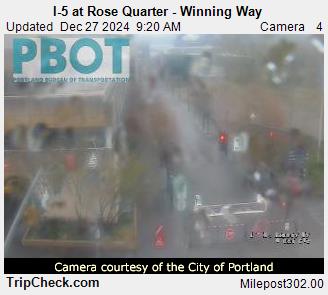 I-5 at Rose Quarter - Winning Way
Updated Dec 27 2024 9:20 AM Camera 4
PBOT
PORTLAND BUREAU OF TRANSPORTATION
Camera courtesy of the City of Portland
TripCheck.com Milepost302.00